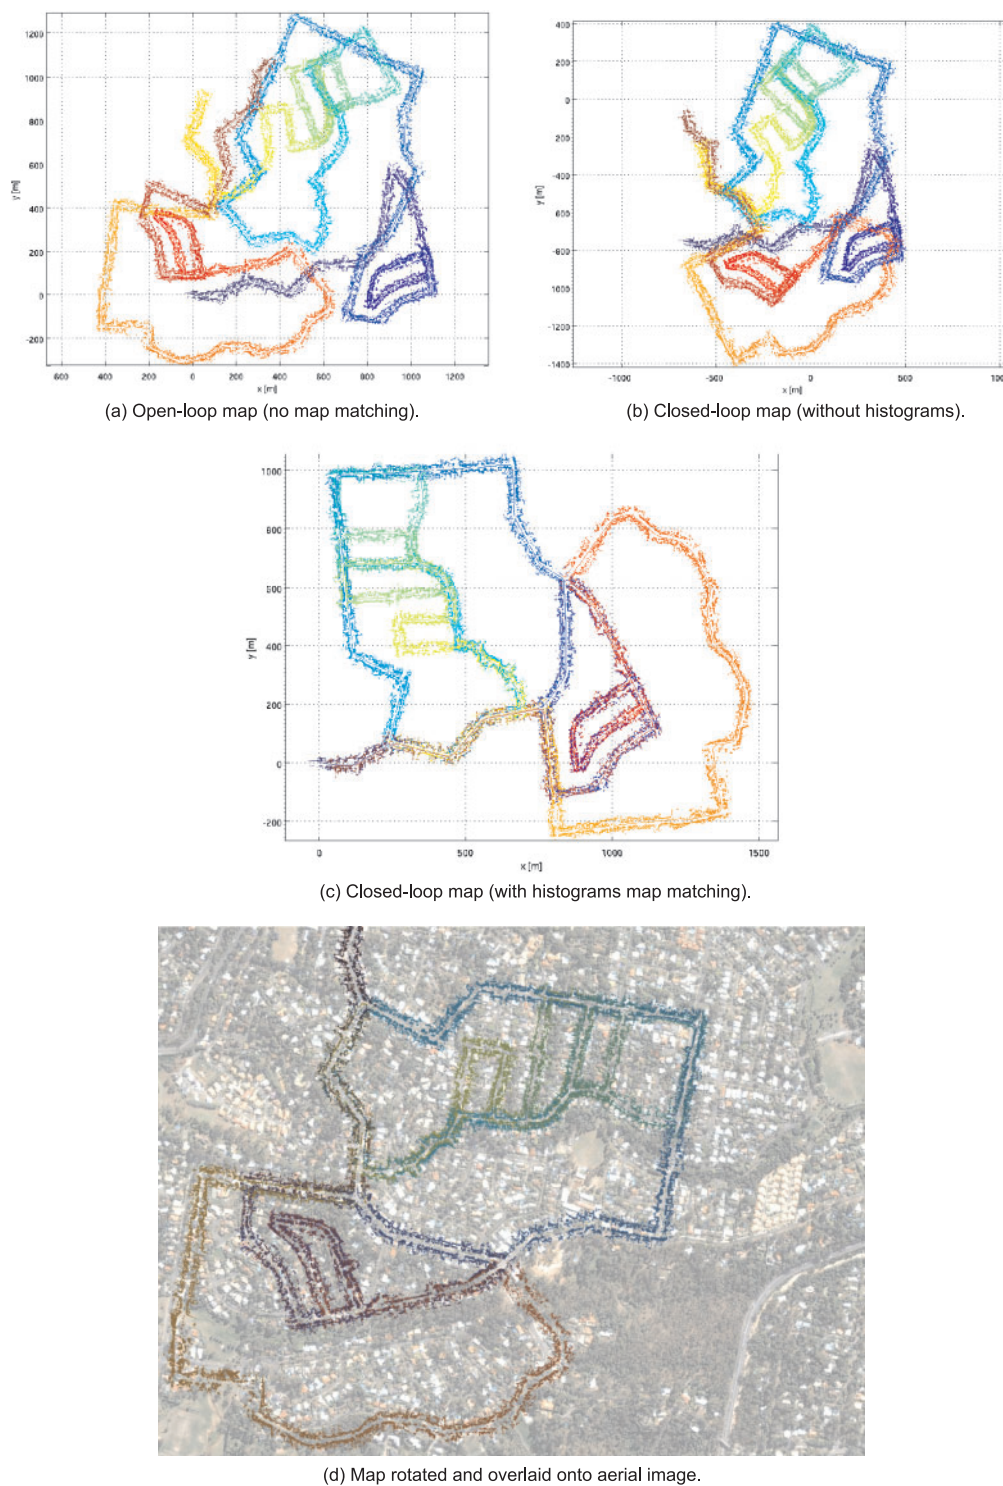 1200
1000
800
600
400
200
0
-200
y [m]
600 400 200 0 200 400 600 800 1000 1200
x [m]
(a) Open-loop map (no map matching).
400
200
0
-200
-400
-600
-800
-1000
-1200
-1400
y [m]
-1000 -500 0 500 1000
x [m]
(b) Closed-loop map (without histograms).
1000
800
600
400
200
0
-200
y [m]
0 500 1000 1500
x [m]
(c) Closed-loop map (with histograms map matching).
(d) Map rotated and overlaid onto aerial image.